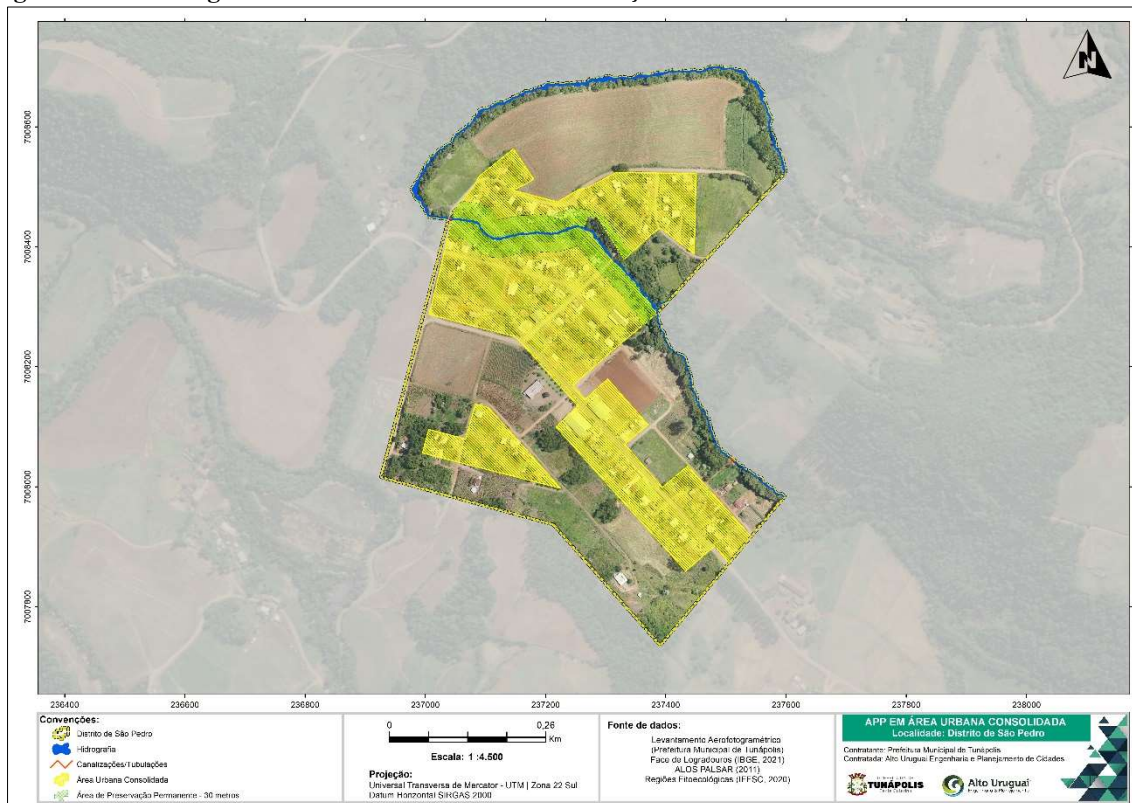 N
7008600
7008400
7008200
7008000
7007800
236400
236600
236800
237000
237200
237400
237600
237800
238000
Convenções:
Distrito de São Pedro
Hidrografia
Canalizações/Tubulações
Área Urbana Consolidada
Área de Preservação Permanente - 30 metros
0
0,26
Km
Escala: 1 :4.500
Projeção:
Universal Transversa de Mercator - UTM | Zona 22 Sul
Datum Horizontal SIRGAS 2000
Fonte de dados:
Levantamento Aerofotogramétrico
(Prefeitura Municipal de Tunápolis)
Face de Logradouros (IBGE, 2021)
ALOS PALSAR (2011)
Regiões Fitoecológicas (IFFSC, 2020)
APP EM ÁREA URBANA CONSOLIDADA
Localidade: Distrito de São Pedro
Contratante: Prefeitura Municipal de Tunápolis
Contratada: Alto Uruguai Engenharia e Planejamento de Cidades
TUNÁPOLIS
Alto Uruguai